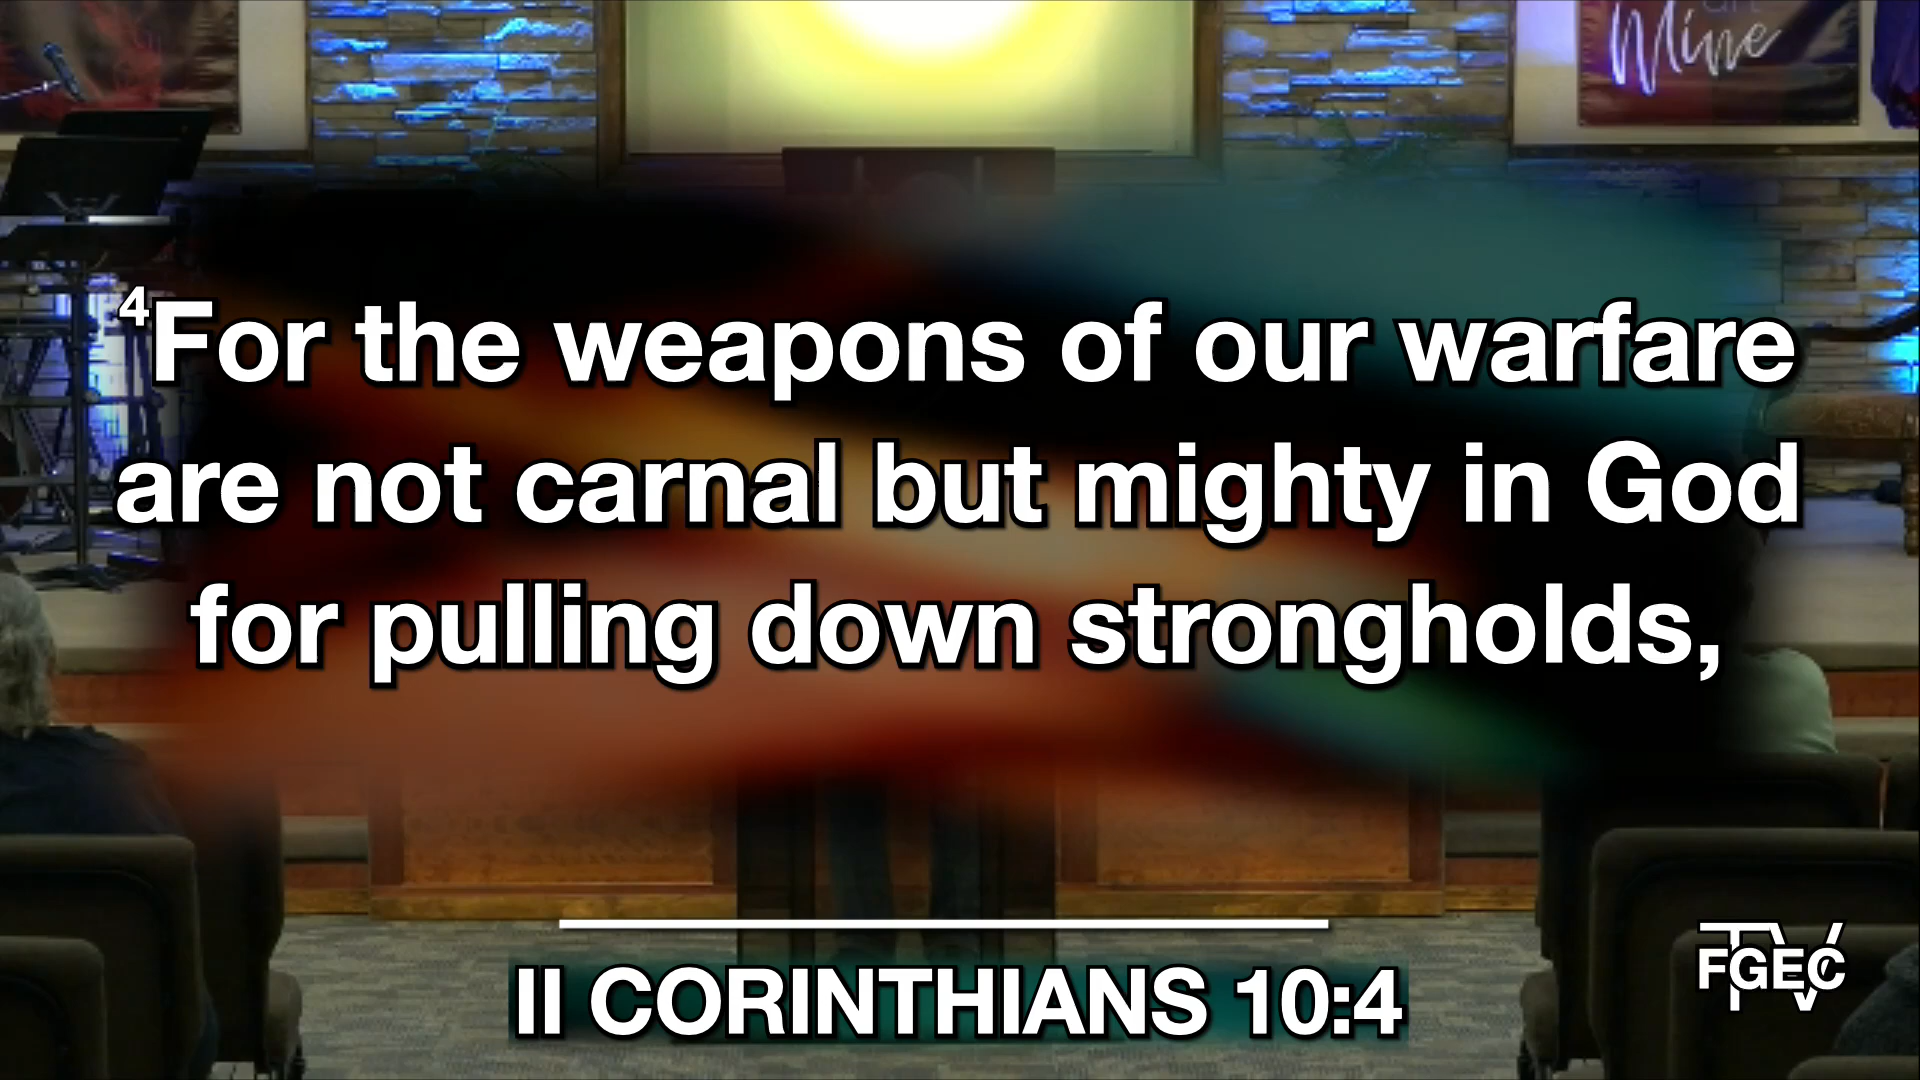 Mine
⁴For the weapons of our warfare
are not carnal but mighty in God
for pulling down strongholds,
II CORINTHIANS 10:4
TV
FGEC